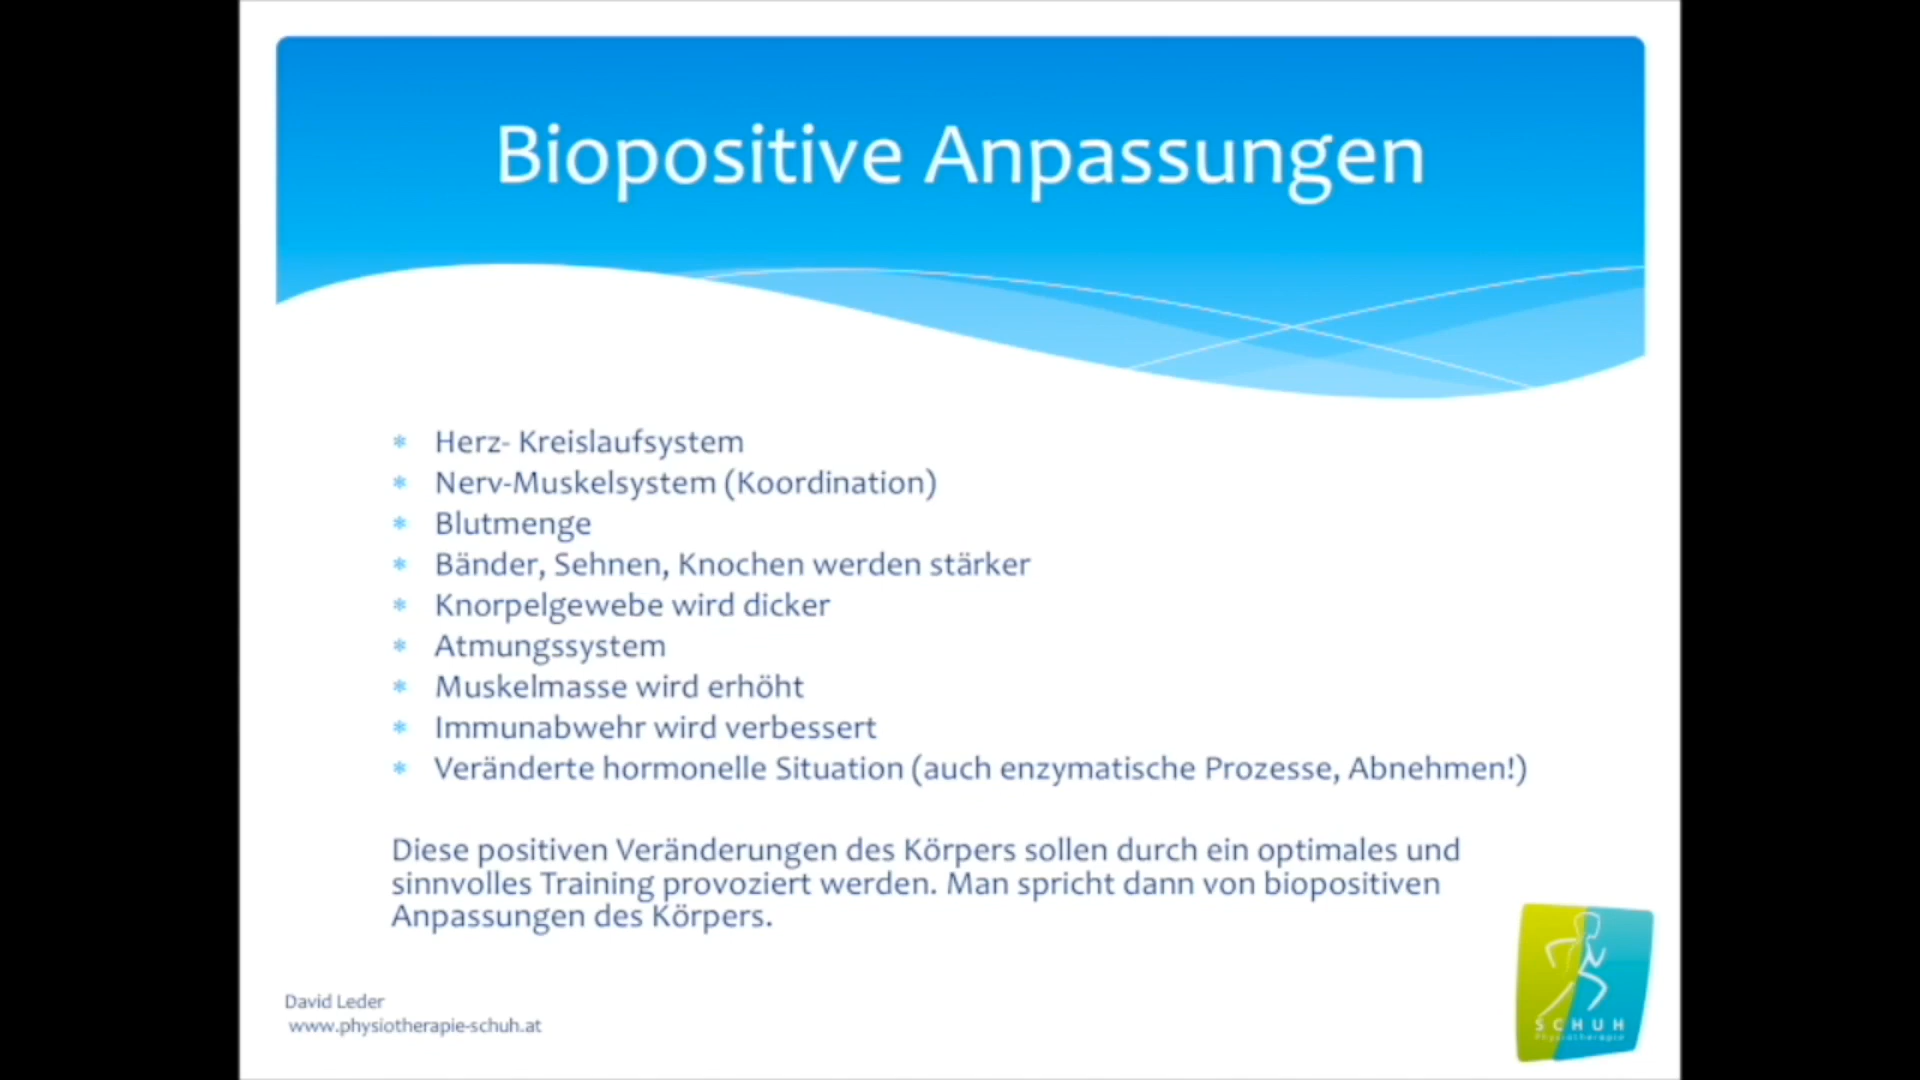 Biopositive Anpassungen
Herz- Kreislaufsystem
Nerv-Muskelsystem (Koordination)
Blutmenge
Bänder, Sehnen, Knochen werden stärker
Knorpelgewebe wird dicker
Atmungssystem
Muskelmasse wird erhöht
Immunabwehr wird verbessert
Veränderte hormonelle Situation (auch enzymatische Prozesse, Abnehmen!)
Diese positiven Veränderungen des Körpers sollen durch ein optimales und
sinnvolles Training provoziert werden. Man spricht dann von biopositiven
Anpassungen des Körpers.
David Leder
www.physiotherapie-schuh.at
SCHUH
Physiotherapie